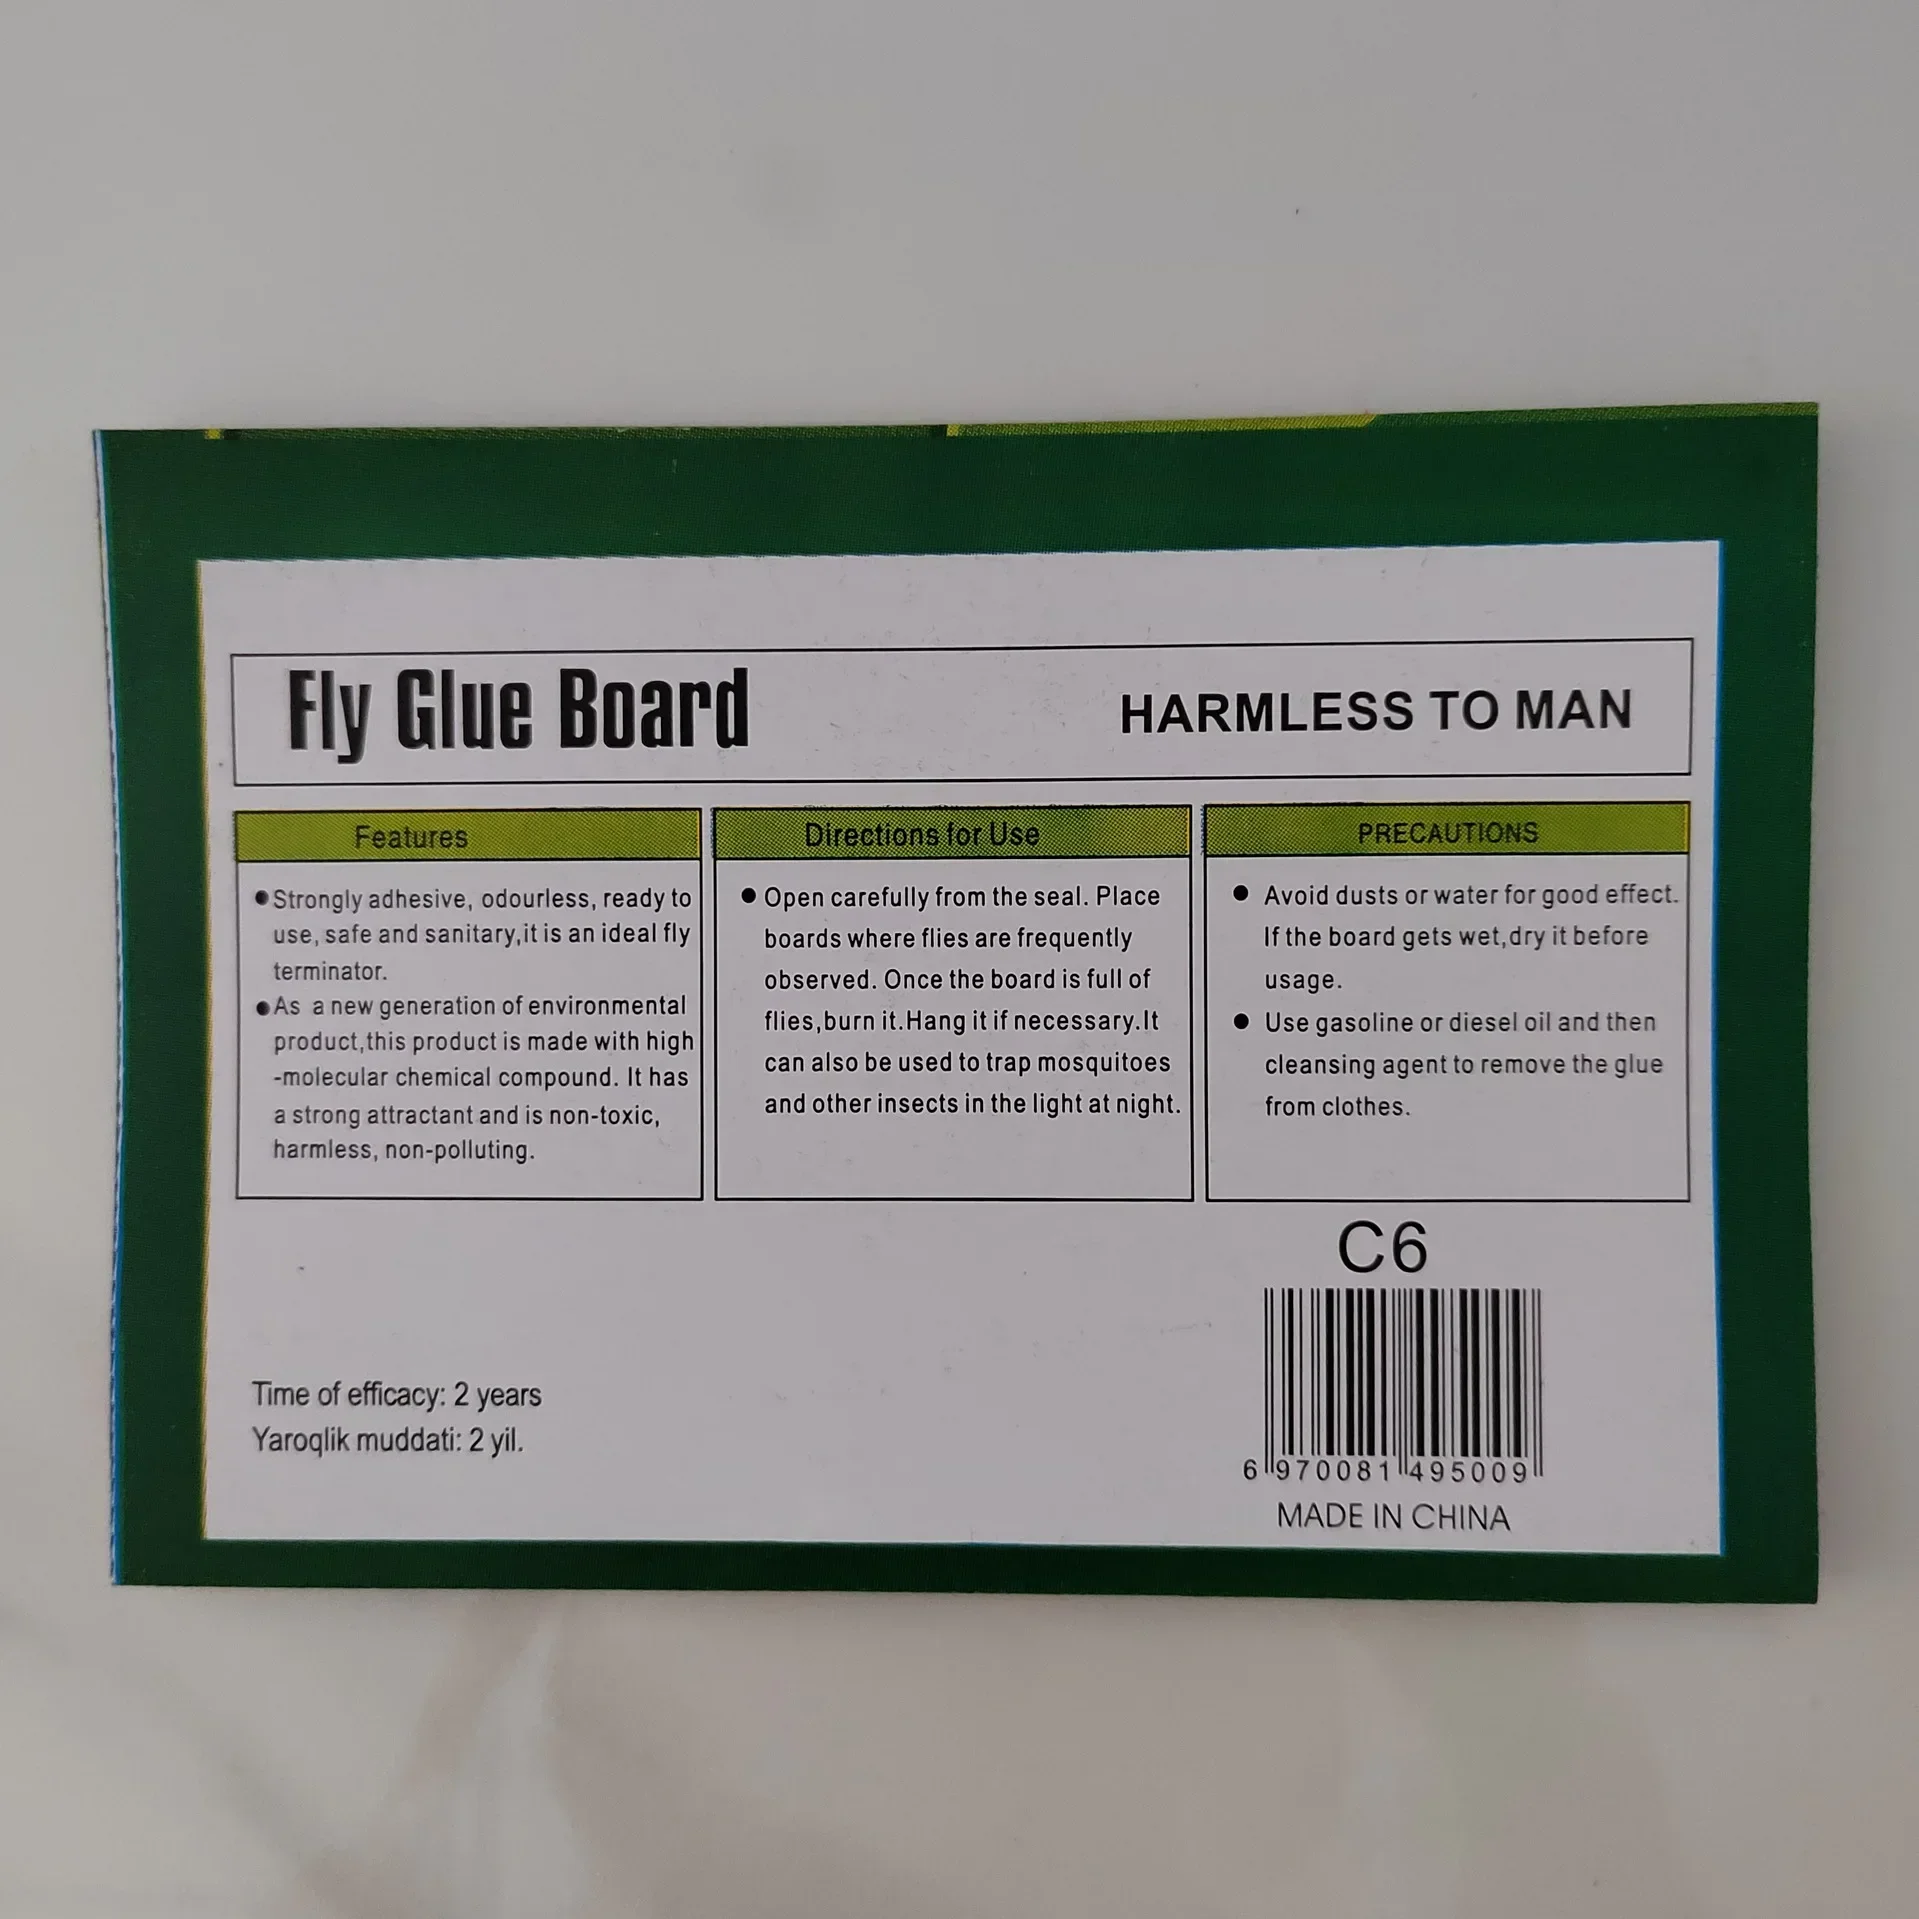 Fly Glue Board
HARMLESS TO MAN
Features
●Strongly adhesive, odourless, ready to
use, safe and sanitary,it is an ideal fly
terminator.
●As a new generation of environmental
product,this product is made with high
-molecular chemical compound. It has
a strong attractant and is non-toxic,
harmless, non-polluting.
Directions for Use
● Open carefully from the seal. Place
boards where flies are frequently
observed. Once the board is full of
flies,burn it.Hang it if necessary.It
can also be used to trap mosquitoes
and other insects in the light at night.
PRECAUTIONS
● Avoid dusts or water for good effect.
If the board gets wet,dry it before
usage.
● Use gasoline or diesel oil and then
cleansing agent to remove the glue
from clothes.
Time of efficacy: 2 years
Yaroqlik muddati: 2 yil.
C6
6 970081 495009
MADE IN CHINA